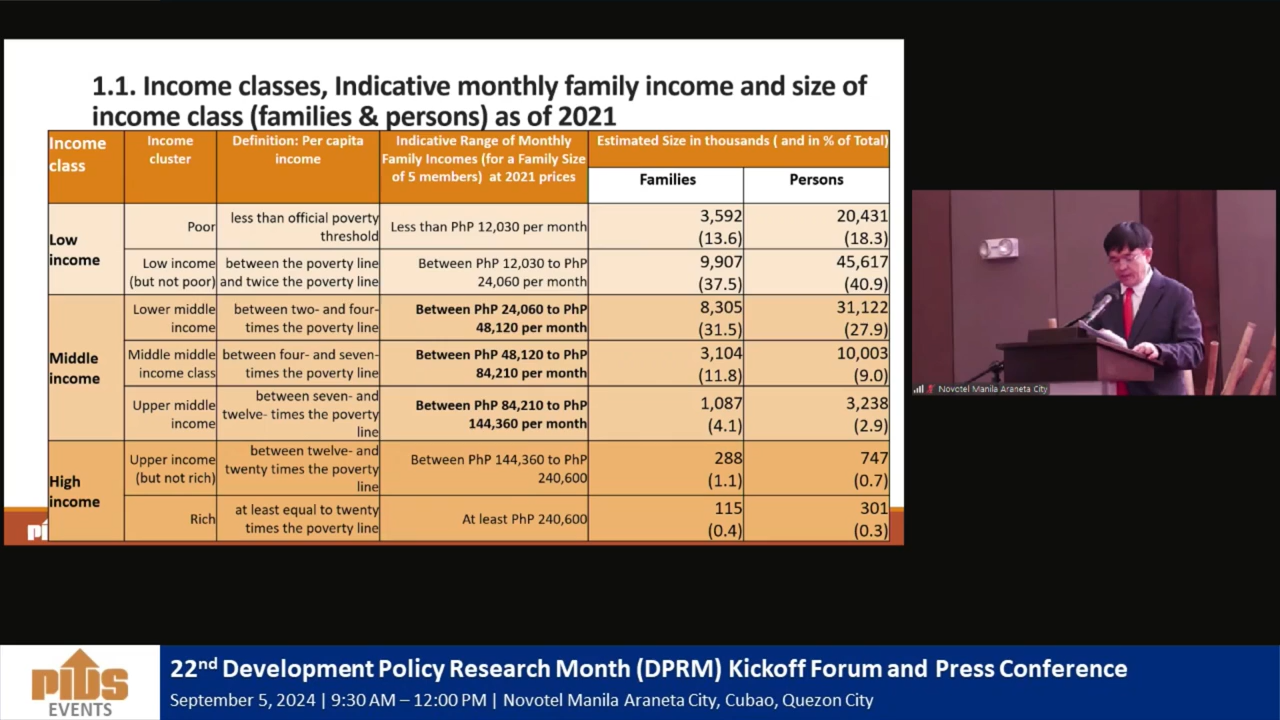 1.1. Income classes, Indicative monthly family income and size of
income class (families & persons) as of 2021
Income
class
Income
cluster
Definition: Per capita
income
Indicative Range of Monthly
Family Incomes (for a Family Size
of 5 members) at 2021 prices
Estimated Size in thousands ( and in % of Total)
Families
Persons
Low
income
Poor
less than official poverty
threshold
Less than PhP 12,030 per month
3,592
(13.6)
20,431
(18.3)
Low income
(but not poor)
between the poverty line
and twice the poverty line
Between PhP 12,030 to PhP
24,060 per month
9,907
(37.5)
45,617
(40.9)
Middle
income
Lower middle
income
between two- and four-
times the poverty line
Between PhP 24,060 to PhP
48,120 per month
8,305
(31.5)
31,122
(27.9)
Middle middle
income class
between four- and seven-
times the poverty line
Between PhP 48,120 to PhP
84,210 per month
3,104
(11.8)
10,003
(9.0)
Upper middle
income
between seven- and
twelve- times the poverty
line
Between PhP 84,210 to PhP
144,360 per month
1,087
(4.1)
3,238
(2.9)
High
income
Upper income
(but not rich)
between twelve- and
twenty times the poverty
line
Between PhP 144,360 to PhP
240,600
288
(1.1)
747
(0.7)
Rich
at least equal to twenty
times the poverty line
At least PhP 240,600
115
(0.4)
301
(0.3)
Novotel Manila Araneta City
pids
EVENTS
22nd Development Policy Research Month (DPRM) Kickoff Forum and Press Conference
September 5, 2024 | 9:30 AM – 12:00 PM | Novotel Manila Araneta City, Cubao, Quezon City